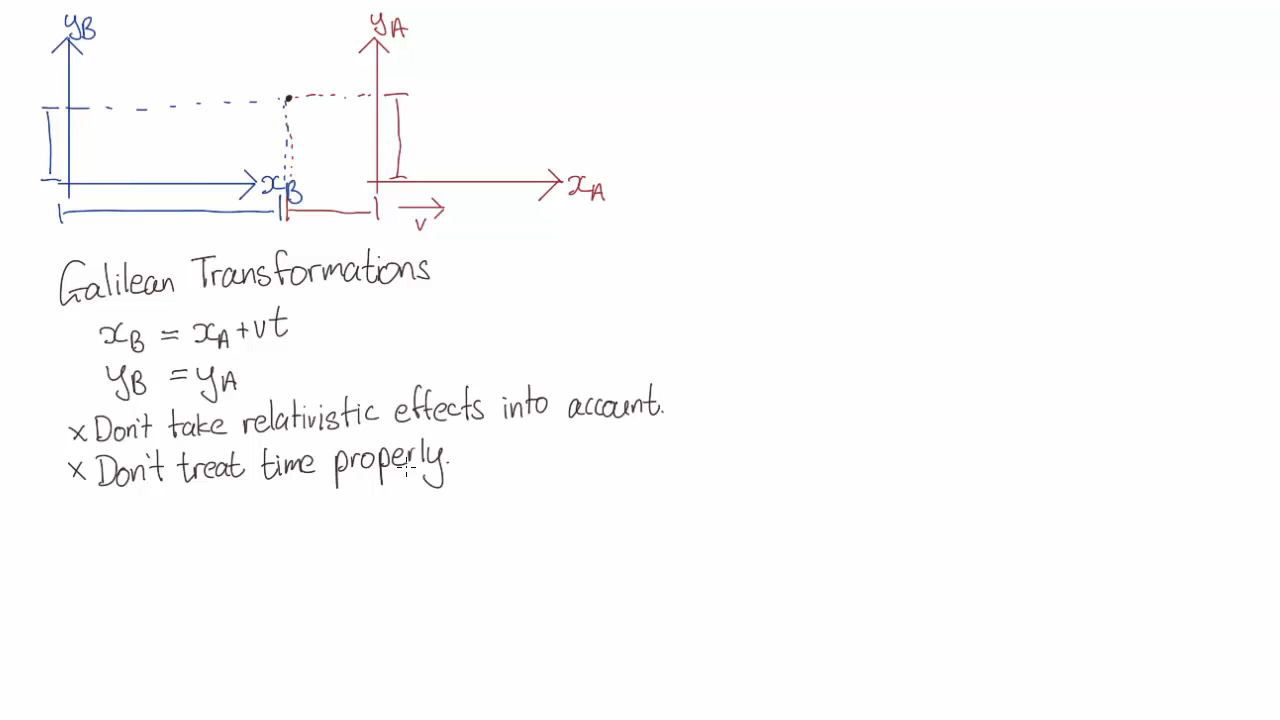 yB yA
xB xA
v
Galilean Transformations
xB = xA + vt
yB = yA
× Don't take relativistic effects into account.
× Don't treat time properly.